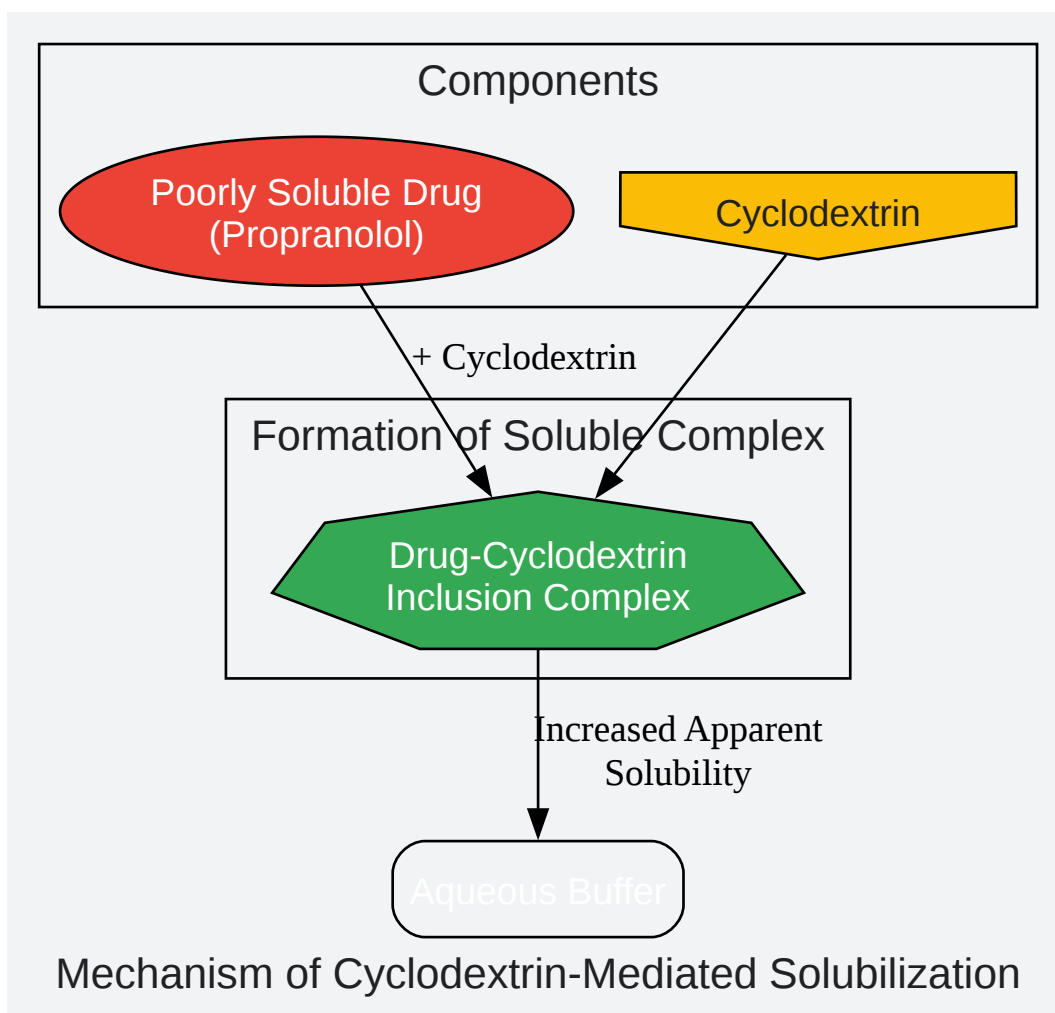 Components
Poorly Soluble Drug
(Propranolol)
Cyclodextrin
+ Cyclodextrin
Formation of Soluble Complex
Drug-Cyclodextrin
Inclusion Complex
Increased Apparent
Solubility
Aqueous Buffer
Mechanism of Cyclodextrin-Mediated Solubilization